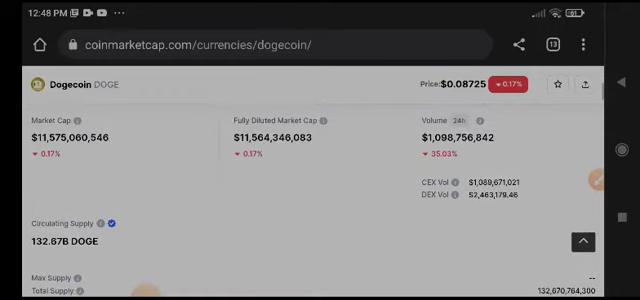 12:48 PM
61
coinmarketcap.com/currencies/dogecoin/
13
Dogecoin DOGE
Price:$0.08725
0.17%
Market Cap
Fully Diluted Market Cap
Volume 24h
$11,575,060,546
$11,564,346,083
$1,098,756,842
0.17%
0.17%
35.03%
CEX Vol $1,089,671,021
DEX Vol $2,463,179.46
Circulating Supply
132.67B DOGE
Max Supply --
Total Supply 132,670,764,300